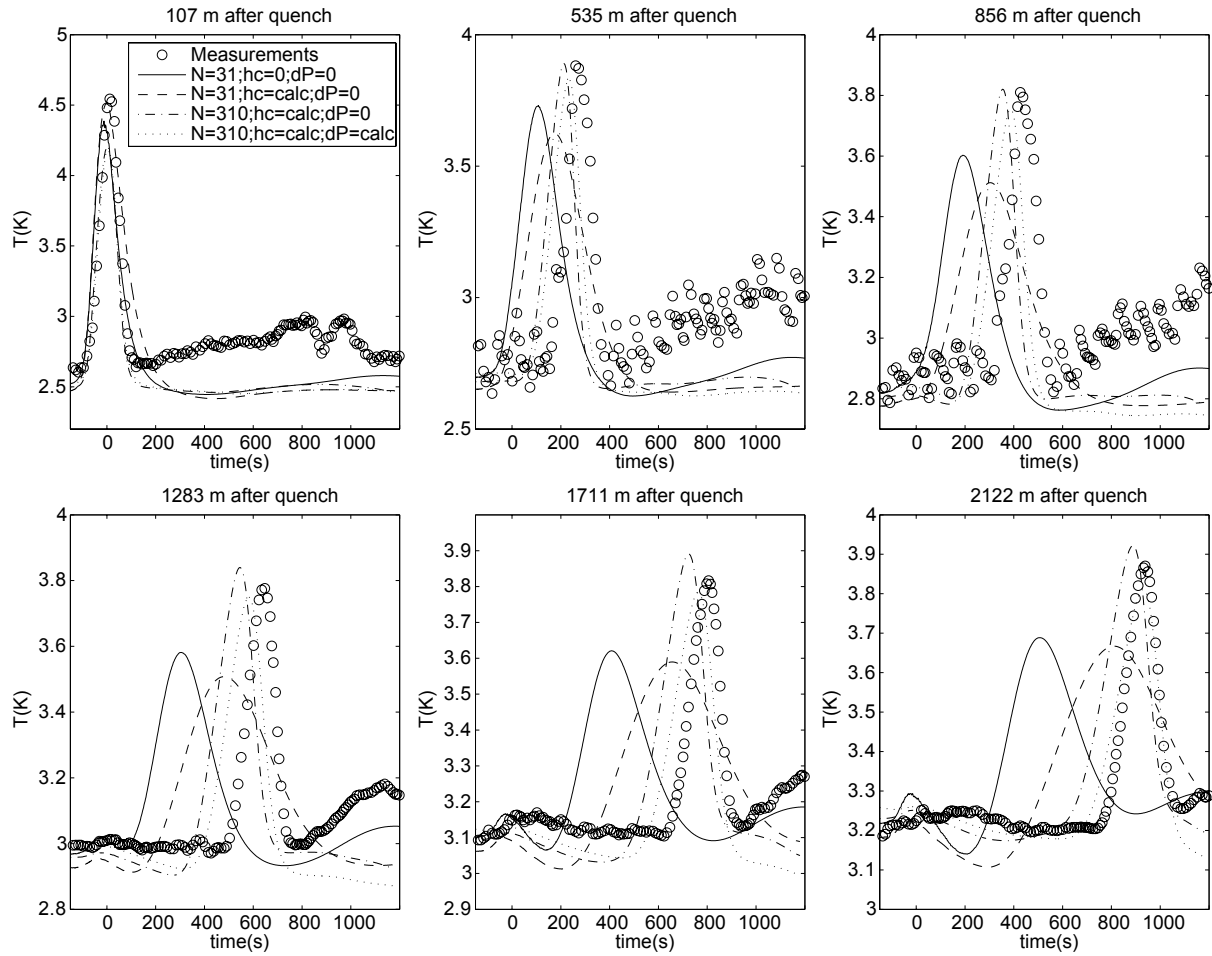 107 m after quench
535 m after quench
856 m after quench
Measurements
N=31;hc=0;dP=0
N=31;hc=calc;dP=0
N=310;hc=calc;dP=0
N=310;hc=calc;dP=calc
T(K)
5
4.5
4
3.5
3
2.5
0 200 400 600 800 1000
time(s)
T(K)
4
3.5
3
2.5
0 200 400 600 800 1000
time(s)
T(K)
4
3.8
3.6
3.4
3.2
3
2.8
0 200 400 600 800 1000
time(s)
1283 m after quench
1711 m after quench
2122 m after quench
T(K)
4
3.8
3.6
3.4
3.2
3
2.8
0 200 400 600 800 1000
time(s)
T(K)
3.9
3.8
3.7
3.6
3.5
3.4
3.3
3.2
3.1
3
2.9
0 200 400 600 800 1000
time(s)
T(K)
4
3.9
3.8
3.7
3.6
3.5
3.4
3.3
3.2
3.1
3
0 200 400 600 800 1000
time(s)